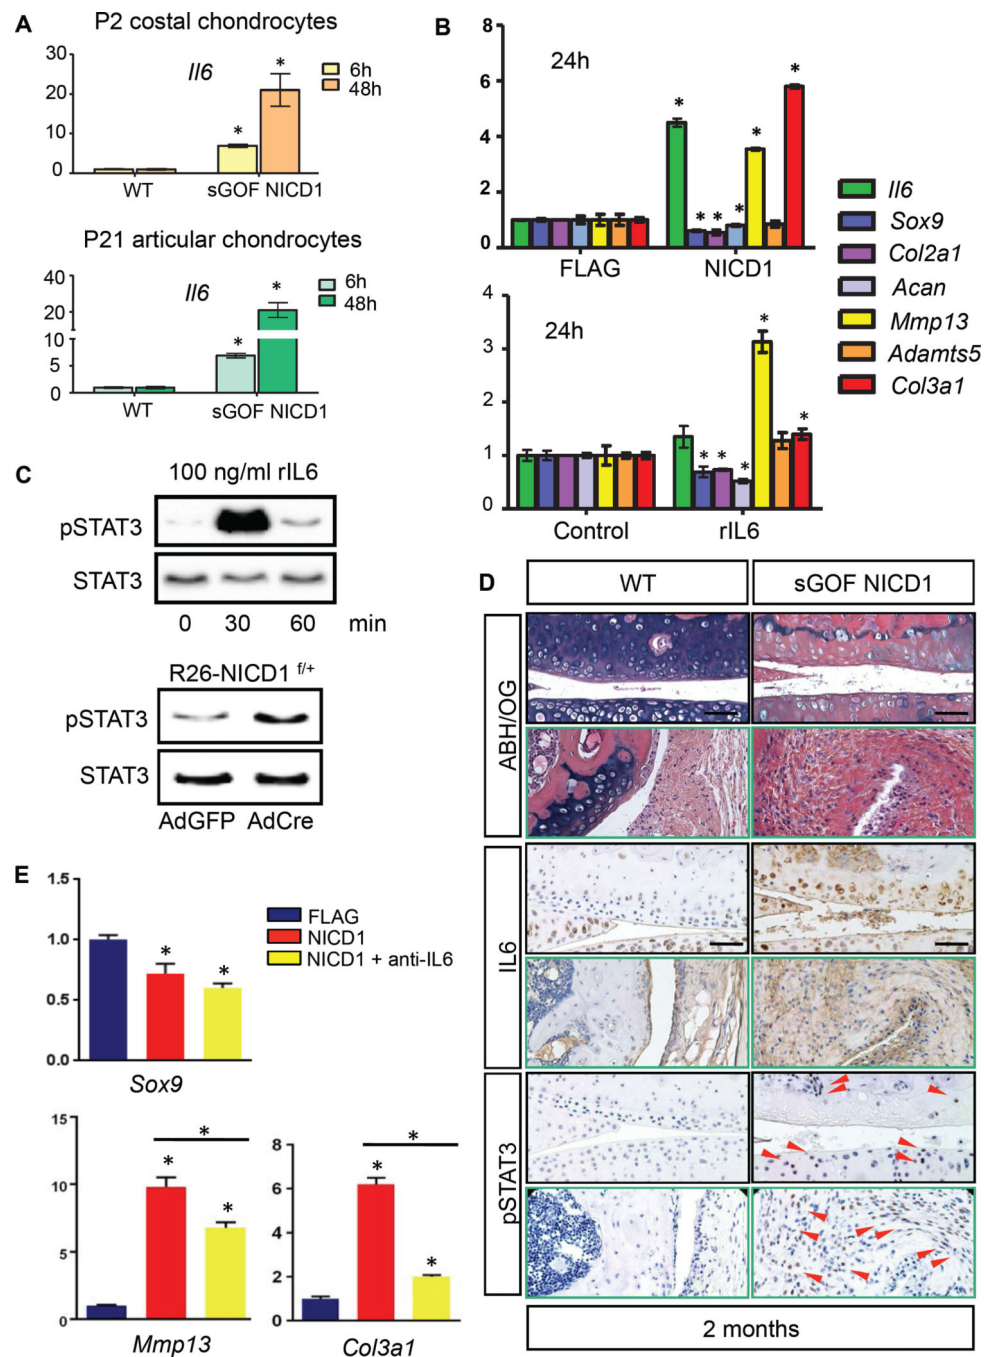 A
P2 costal chondrocytes
30
20
10
0
Il6
*
*
6h
48h
WT
sGOF NICD1
P21 articular chondrocytes
40
20
10
5
0
Il6
*
*
6h
48h
WT
sGOF NICD1
B
8
6
4
2
0
24h
*
*
*
*
*
*
FLAG
NICD1
4
3
2
1
0
24h
*
*
*
*
*
Control
rIL6
Il6
Sox9
Col2a1
Acan
Mmp13
Adamts5
Col3a1
C
100 ng/ml rIL6
pSTAT3
STAT3
0 30 60 min
R26-NICD1 f/+
pSTAT3
STAT3
AdGFP AdCre
D
WT
sGOF NICD1
ABH/OG
IL6
pSTAT3
2 months
E
1.5
1.0
0.5
0.0
*
*
Sox9
FLAG
NICD1
NICD1 + anti-IL6
15
10
5
0
*
*
*
Mmp13
8
6
4
2
0
*
*
*
Col3a1